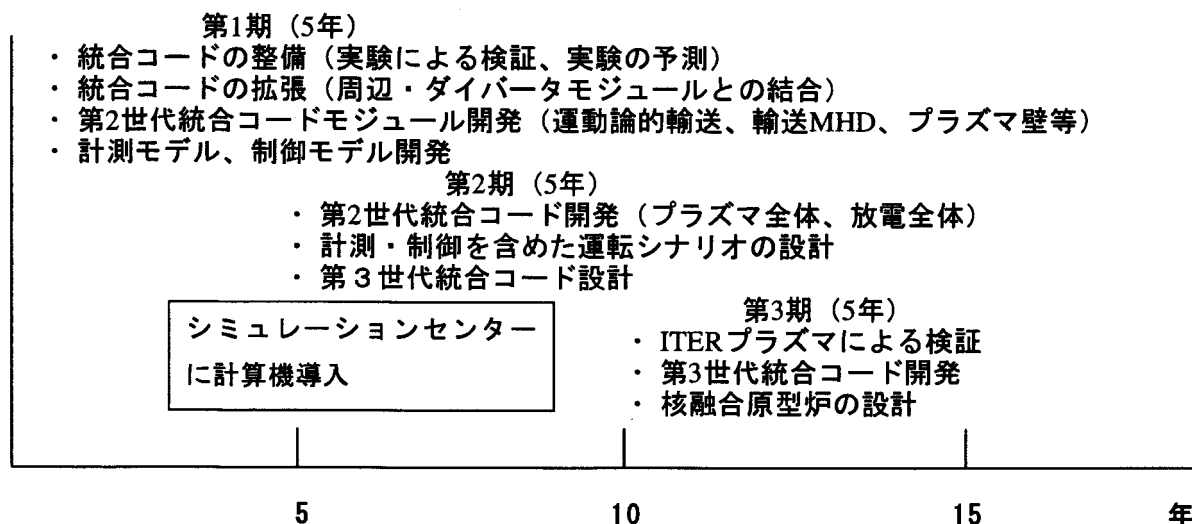 第1期（5年）
・ 統合コードの整備（実験による検証、実験の予測）
・ 統合コードの拡張（周辺・ダイバータモジュールとの結合）
・ 第2世代統合コードモジュール開発（運動論的輸送、輸送MHD、プラズマ壁等）
・ 計測モデル、制御モデル開発
第2期（5年）
・ 第2世代統合コード開発（プラズマ全体、放電全体）
・ 計測・制御を含めた運転シナリオの設計
・ 第３世代統合コード設計
シミュレーションセンター
に計算機導入
第3期（5年）
・ ITERプラズマによる検証
・ 第3世代統合コード開発
・ 核融合原型炉の設計
5 10 15 年